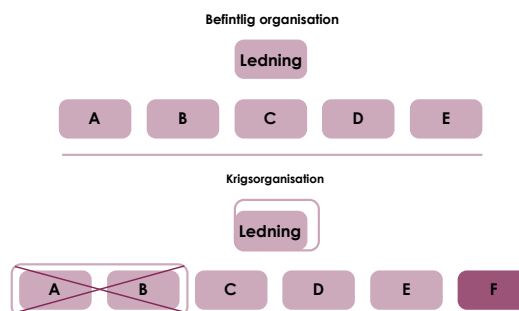 Befintlig organisation
Ledning
A B C D E
Krigsorganisation
Ledning
A B C D E F